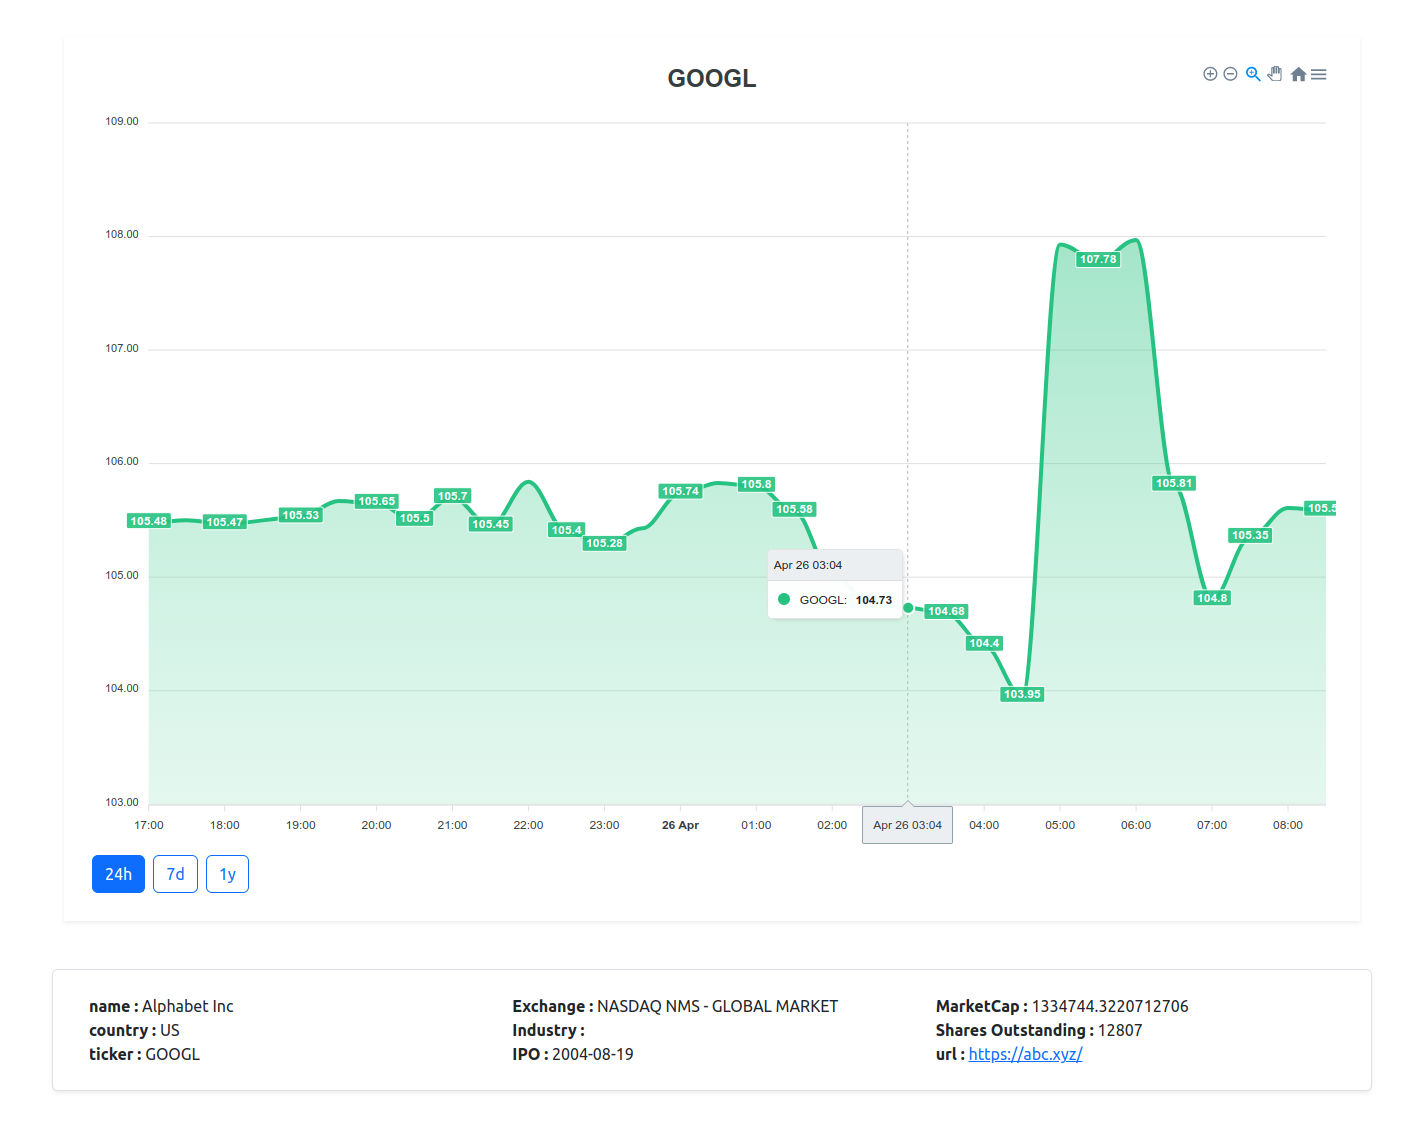 GOOGL
109.00
108.00
107.00
106.00
105.00
104.00
103.00
105.48
105.47
105.53
105.65
105.5
105.7
105.45
105.4
105.28
105.74
105.8
105.58
104.68
104.4
103.95
107.78
105.81
104.8
105.35
105.5
Apr 26 03:04
GOOGL: 104.73
17:00 18:00 19:00 20:00 21:00 22:00 23:00 26 Apr 01:00 02:00 Apr 26 03:04 04:00 05:00 06:00 07:00 08:00
24h 7d 1y
name : Alphabet Inc
country : US
ticker : GOOGL
Exchange : NASDAQ NMS - GLOBAL MARKET
Industry :
IPO : 2004-08-19
MarketCap : 1334744.3220712706
Shares Outstanding : 12807
url : https://abc.xyz/